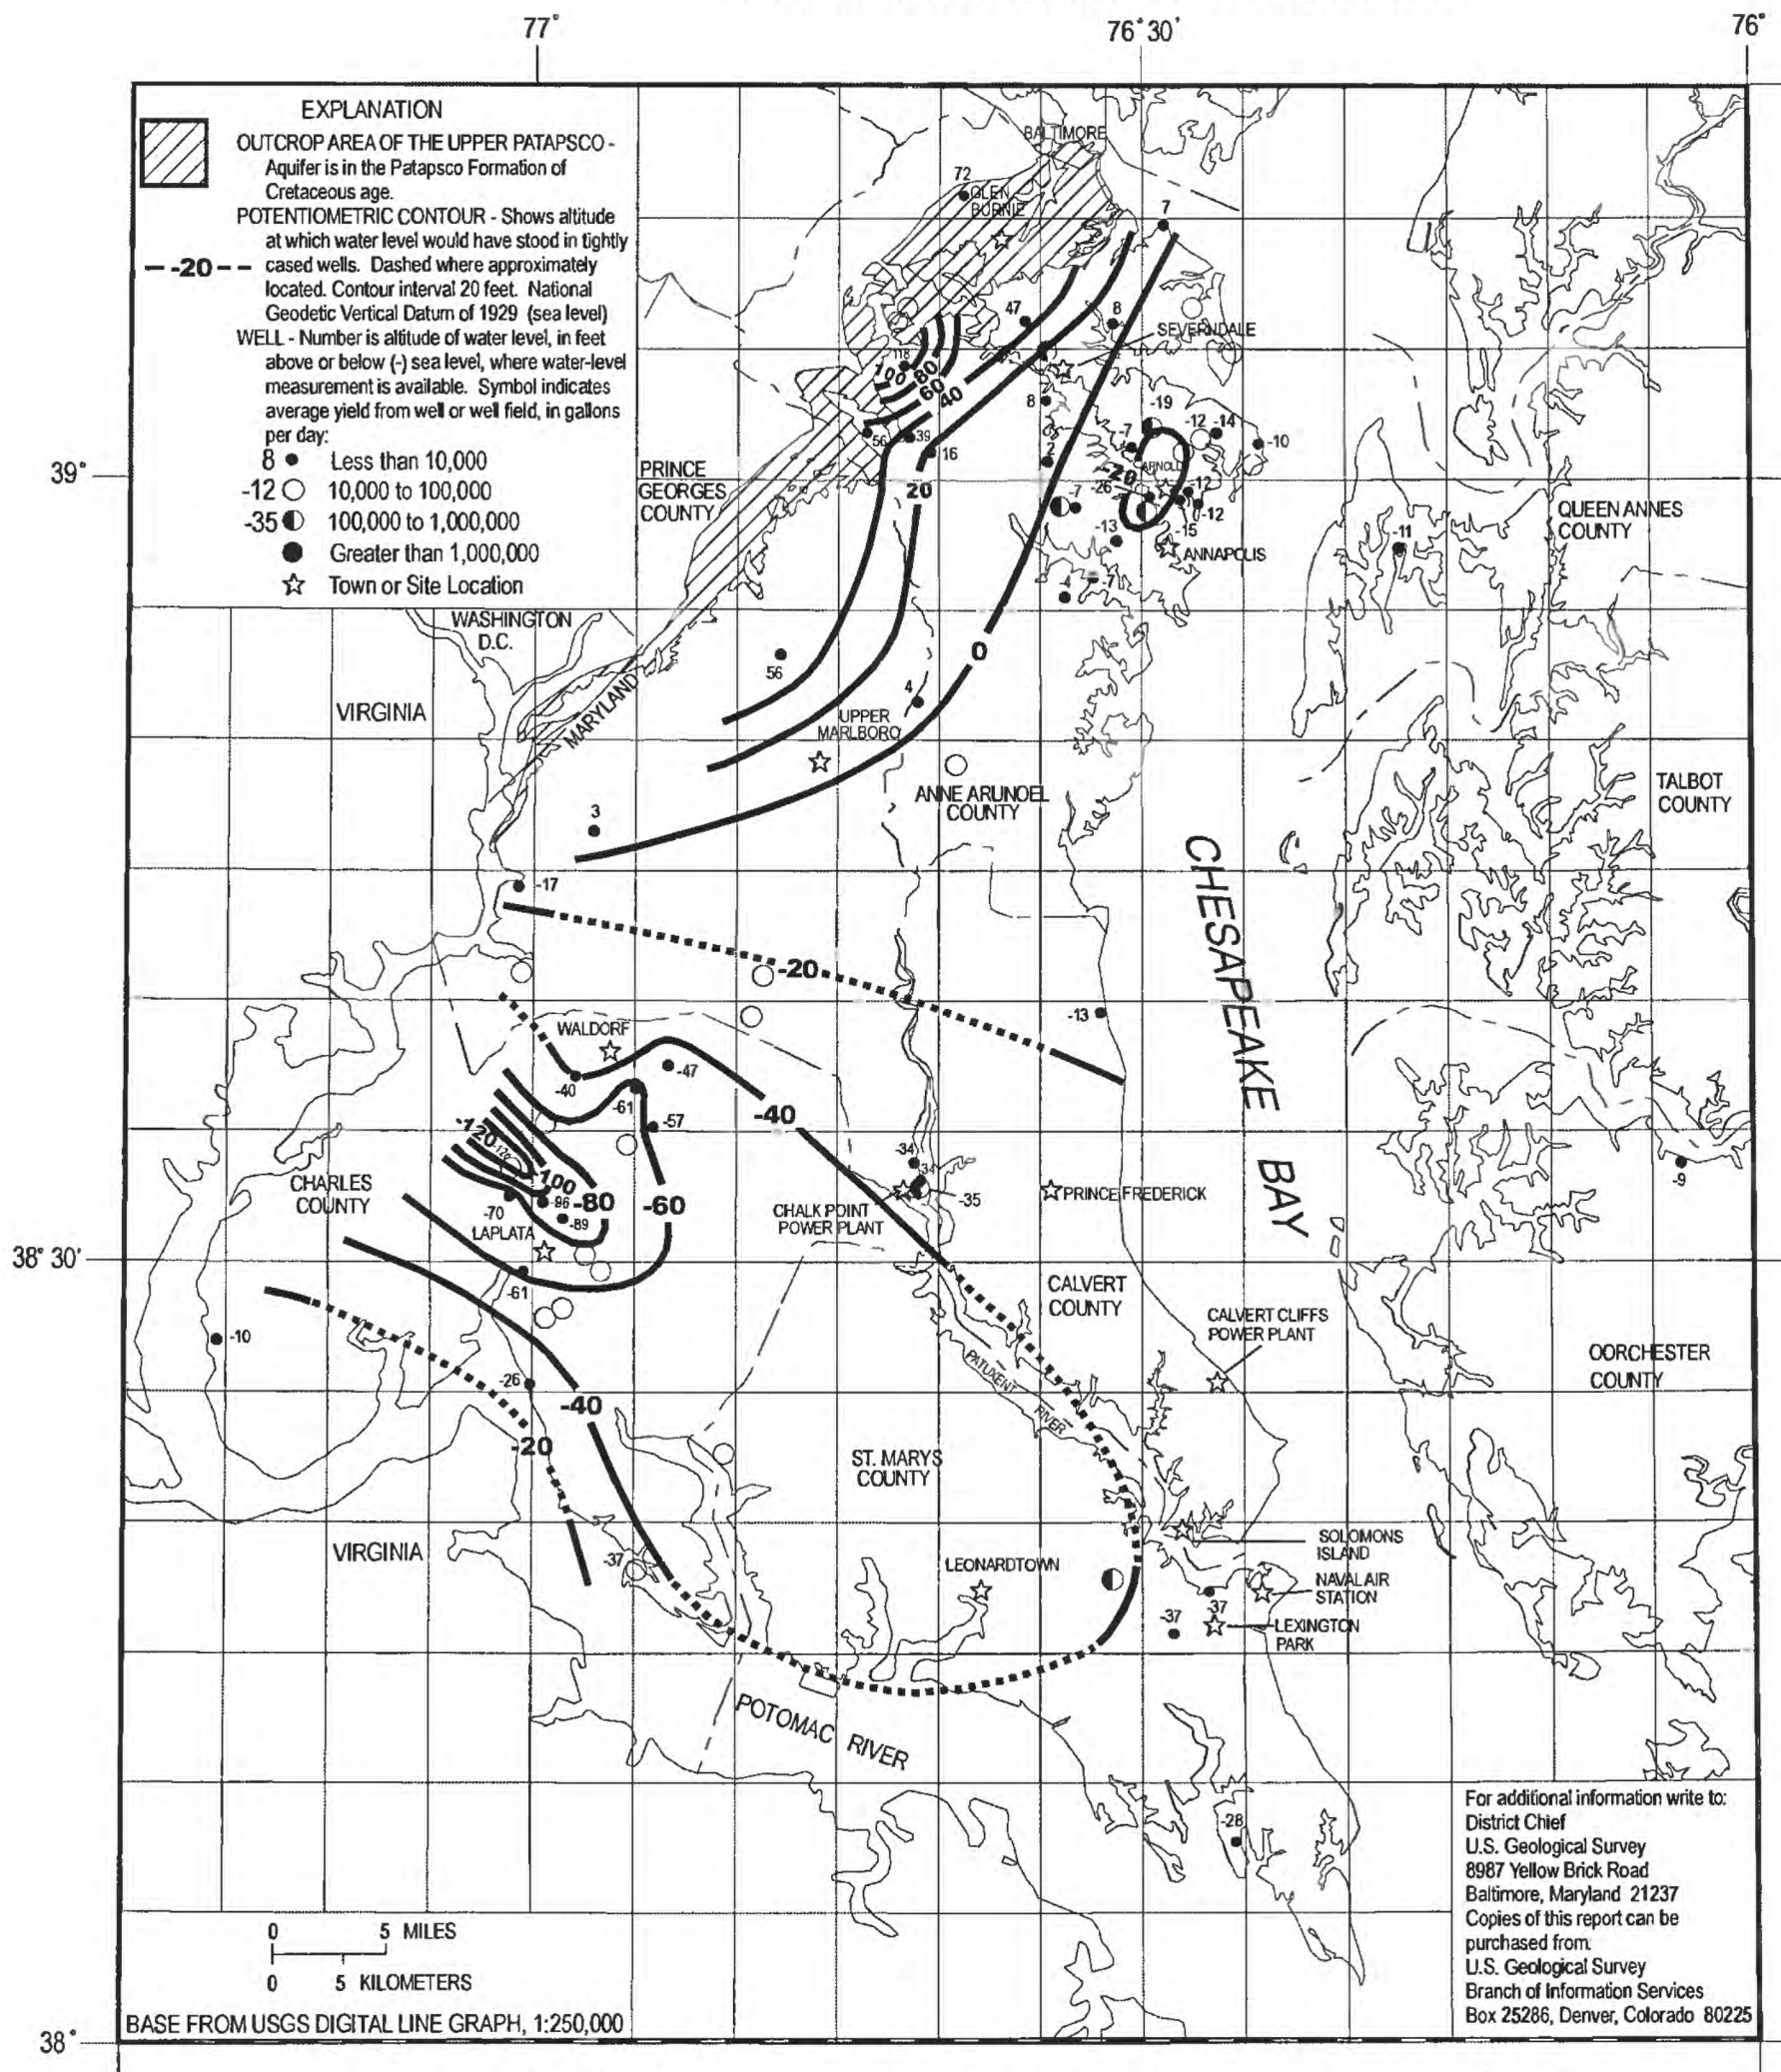 77°
76°30'
76°
EXPLANATION
OUTCROP AREA OF THE UPPER PATAPSCO -
Aquifer is in the Patapsco Formation of
Cretaceous age.
POTENTIOMETRIC CONTOUR - Shows altitude
at which water level would have stood in tightly
-20
cased wells. Dashed where approximately
located. Contour interval 20 feet. National
Geodetic Vertical Datum of 1929 (sea level)
WELL - Number is altitude of water level, in feet
above or below (-) sea level, where water-level
measurement is available. Symbol indicates
average yield from well or well field, in gallons
per day:
8 Less than 10,000
-12 10,000 to 100,000
-35 100,000 to 1,000,000
Greater than 1,000,000
Town or Site Location
BALTIMORE
72
GLEN
BURNIE
7
47
8
SEVERNDALE
118
100
80
60
40
8
-19
-7
-12
-14
-10
56
39
16
2
-20
ARNOLD
-26
-12
-7
-12
-13
-15
39°
PRINCE
GEORGES
COUNTY
20
ANNAPOLIS
QUEEN ANNES
COUNTY
-11
-4
-7
WASHINGTON
D.C.
0
56
4
VIRGINIA
MARYLAND
UPPER
MARLBORO
ANNE ARUNOEL
COUNTY
TALBOT
COUNTY
3
-17
CHESAPEAKE BAY
-20
-13
WALDORF
-40
-47
-61
-57
-40
-120
-100
-96
-80
-60
-89
-70
CHARLES
COUNTY
LAPLATA
-34
34
-35
CHALK POINT
POWER PLANT
PRINCE FREDERICK
-9
38°30'
-61
CALVERT
COUNTY
CALVERT CLIFFS
POWER PLANT
-10
-26
-40
-20
PATUXENT
RIVER
OORCHESTER
COUNTY
ST. MARYS
COUNTY
VIRGINIA
-37
LEONARDTOWN
SOLOMONS
ISLAND
NAVAL AIR
STATION
-37
-37
LEXINGTON
PARK
POTOMAC RIVER
-28
0 5 MILES
0 5 KILOMETERS
BASE FROM USGS DIGITAL LINE GRAPH, 1:250,000
38°
For additional information write to:
District Chief
U.S. Geological Survey
8987 Yellow Brick Road
Baltimore, Maryland 21237
Copies of this report can be
purchased from:
U.S. Geological Survey
Branch of Information Services
Box 25286, Denver, Colorado 80225